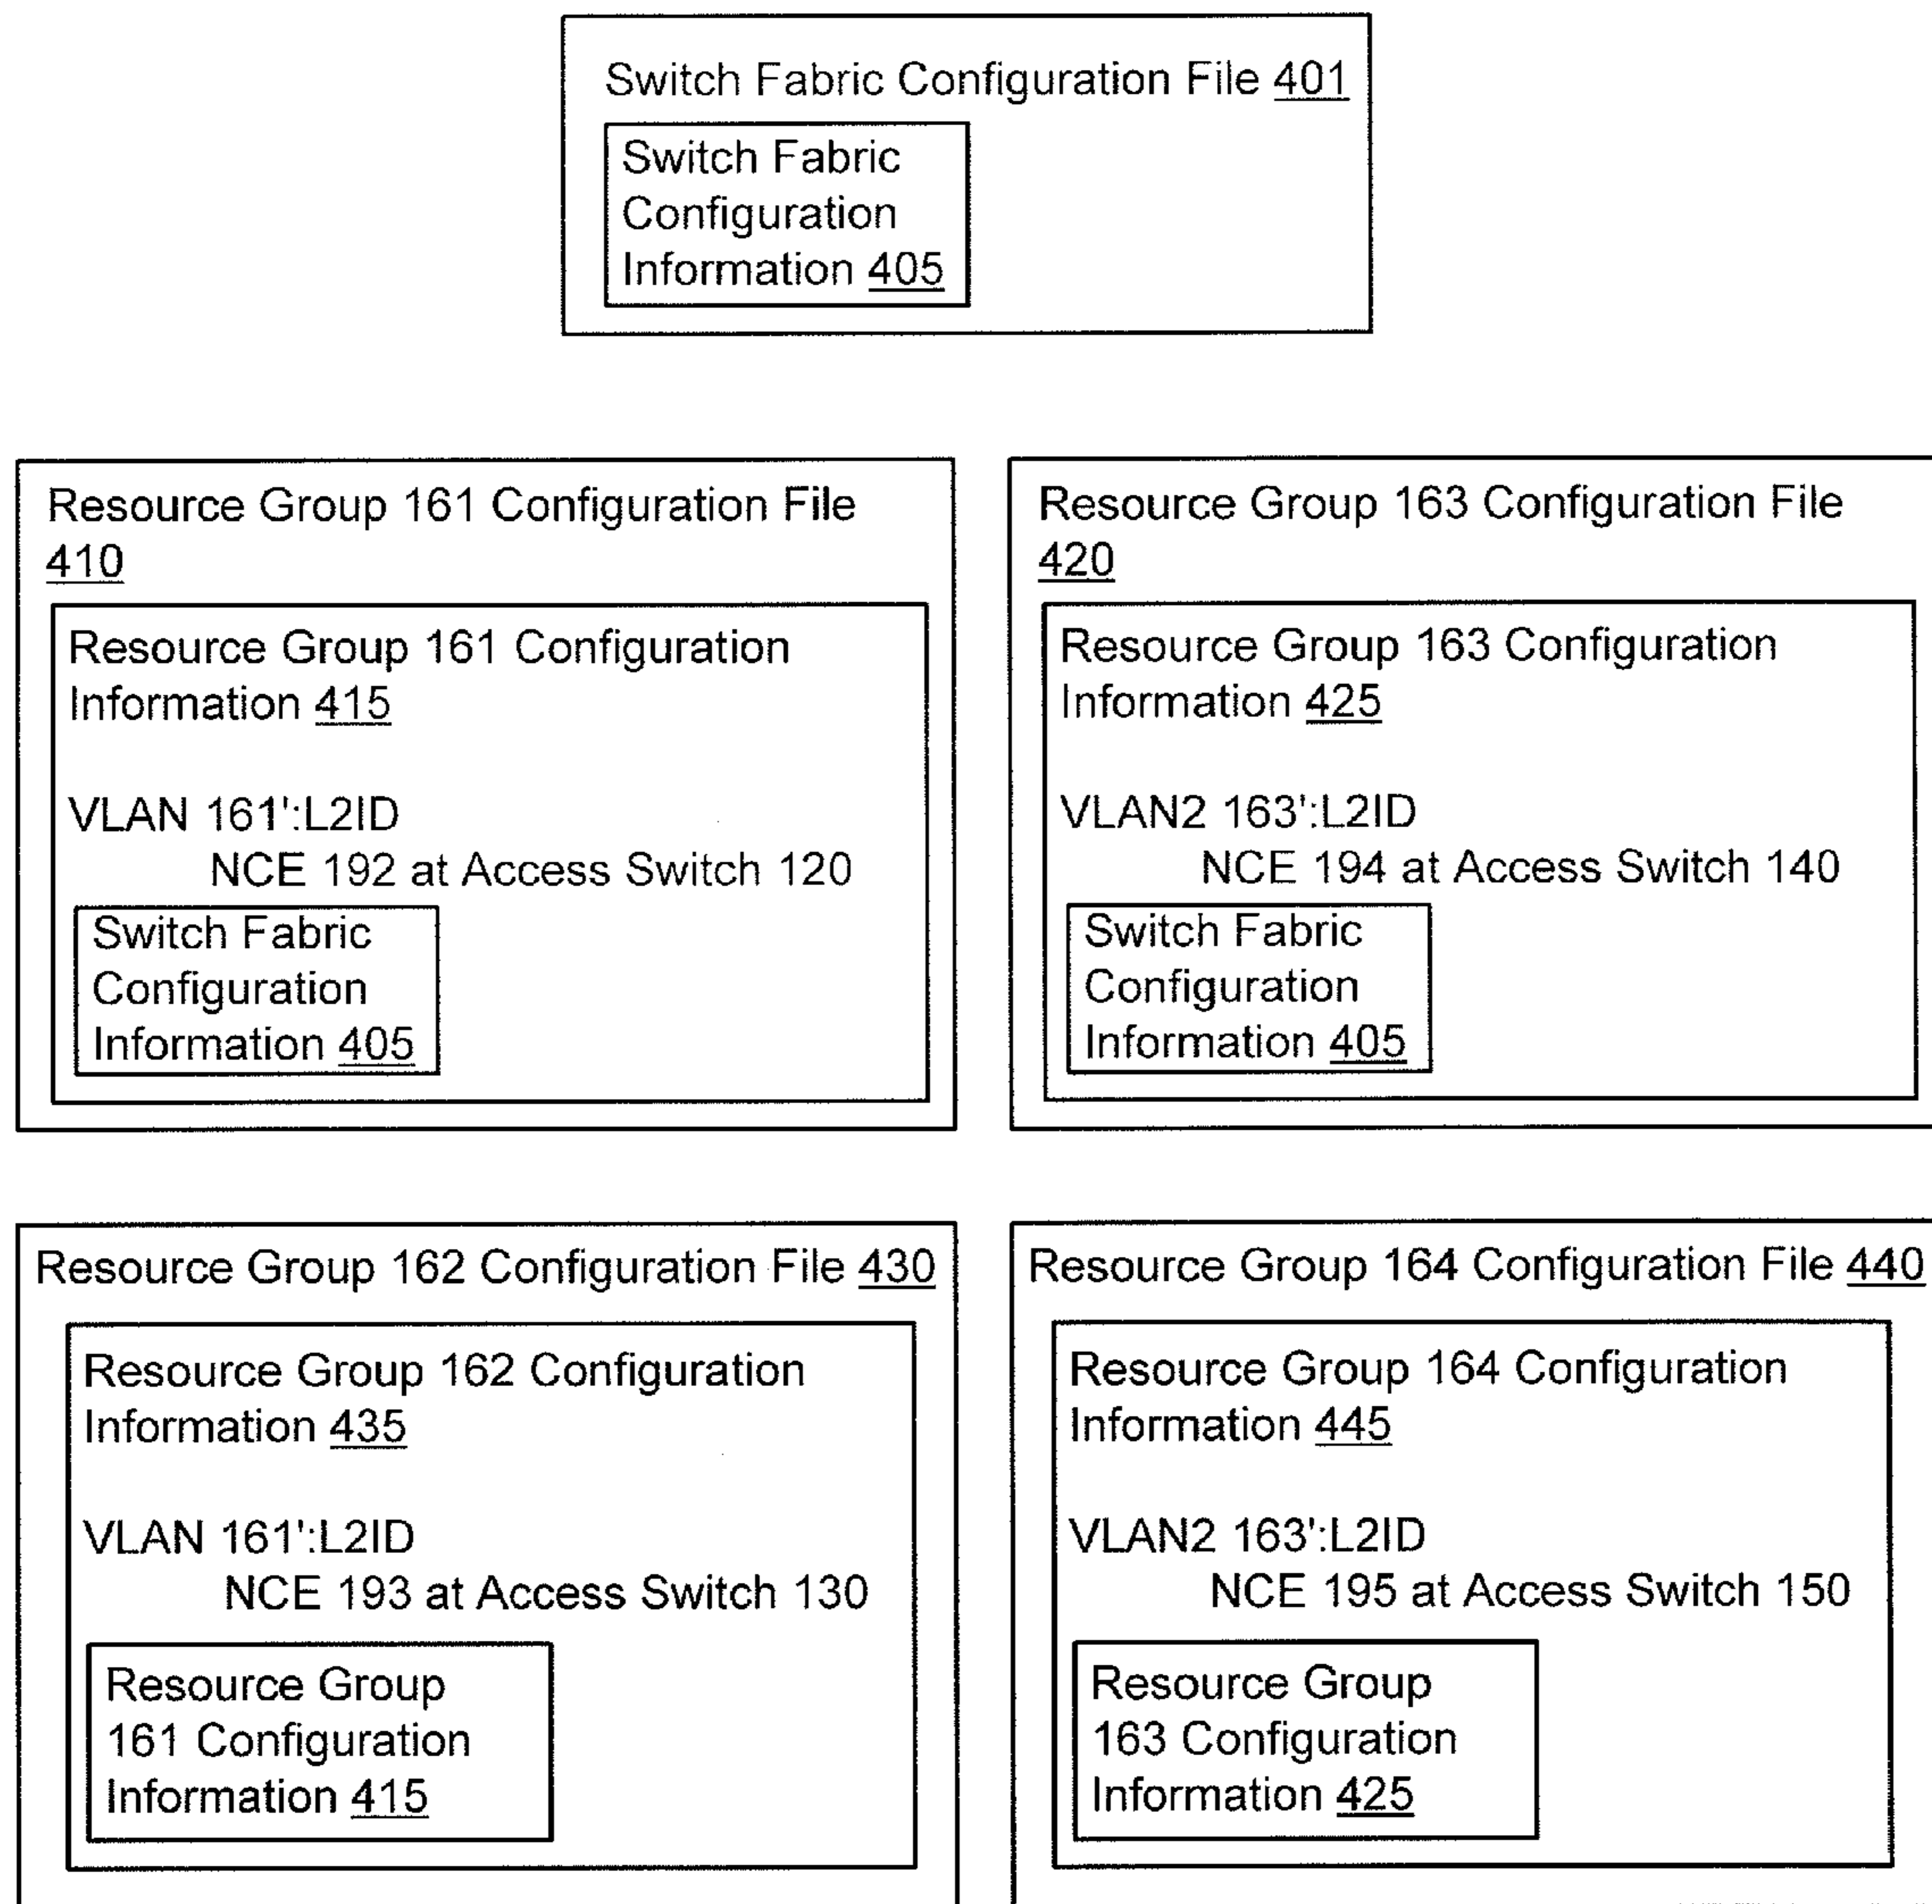 Switch Fabric Configuration File 401
Switch Fabric
Configuration
Information 405
Resource Group 161 Configuration File
410
Resource Group 161 Configuration
Information 415
VLAN 161':L2ID
NCE 192 at Access Switch 120
Switch Fabric
Configuration
Information 405
Resource Group 163 Configuration File
420
Resource Group 163 Configuration
Information 425
VLAN2 163':L2ID
NCE 194 at Access Switch 140
Switch Fabric
Configuration
Information 405
Resource Group 162 Configuration File 430
Resource Group 162 Configuration
Information 435
VLAN 161':L2ID
NCE 193 at Access Switch 130
Resource Group
161 Configuration
Information 415
Resource Group 164 Configuration File 440
Resource Group 164 Configuration
Information 445
VLAN2 163':L2ID
NCE 195 at Access Switch 150
Resource Group
163 Configuration
Information 425